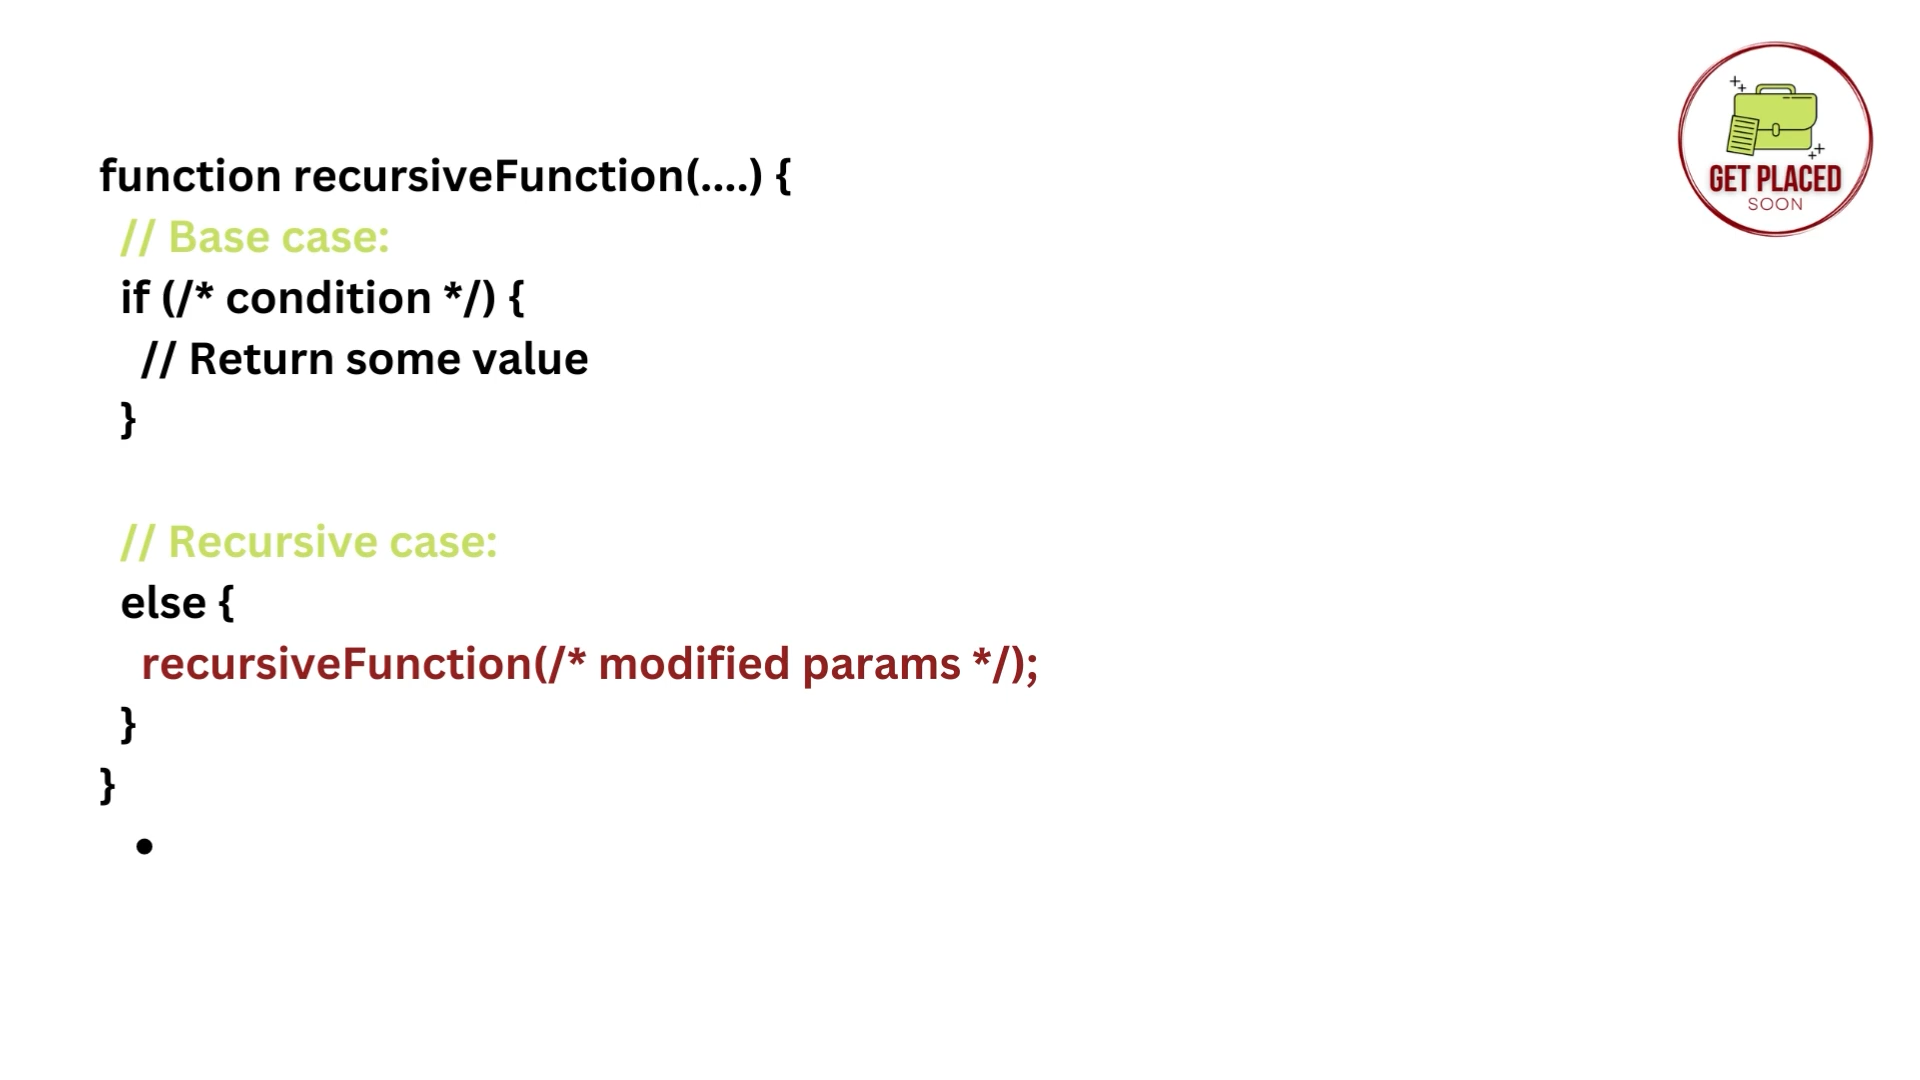 function recursiveFunction(....) {
// Base case:
if (/* condition */) {
// Return some value
}
// Recursive case:
else {
recursiveFunction(/* modified params */);
}
}
•
GET PLACED
SOON